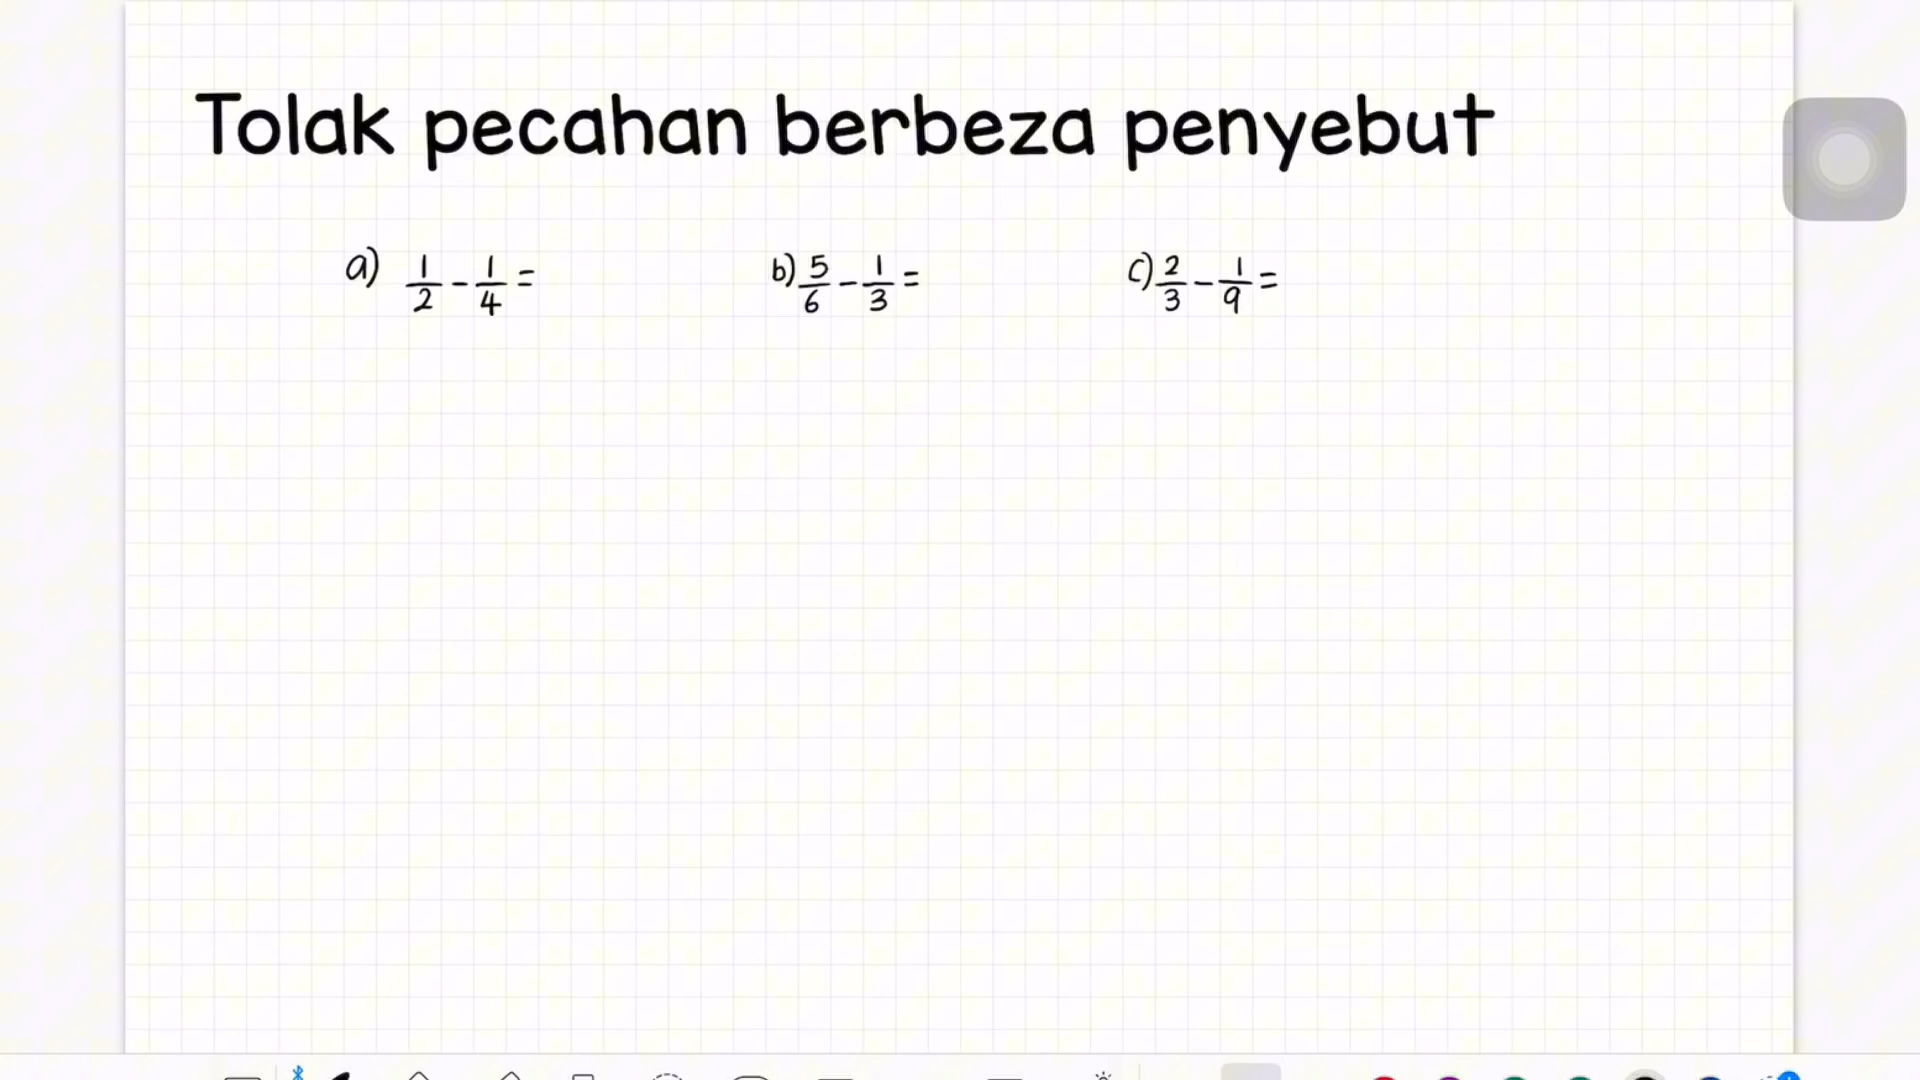 Tolak pecahan berbeza penyebut
a) 1/2 - 1/4 = b) 5/6 - 1/3 = c) 2/3 - 1/9 =